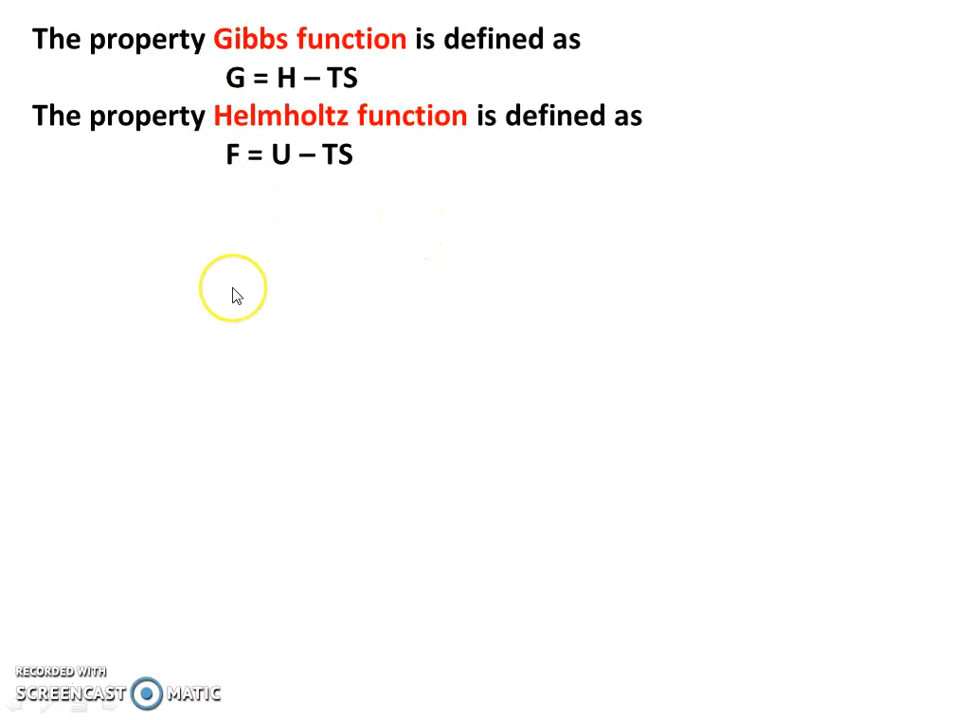 The property Gibbs function is defined as
G = H – TS
The property Helmholtz function is defined as
F = U – TS
RECORDED WITH
SCREENCAST MATIC